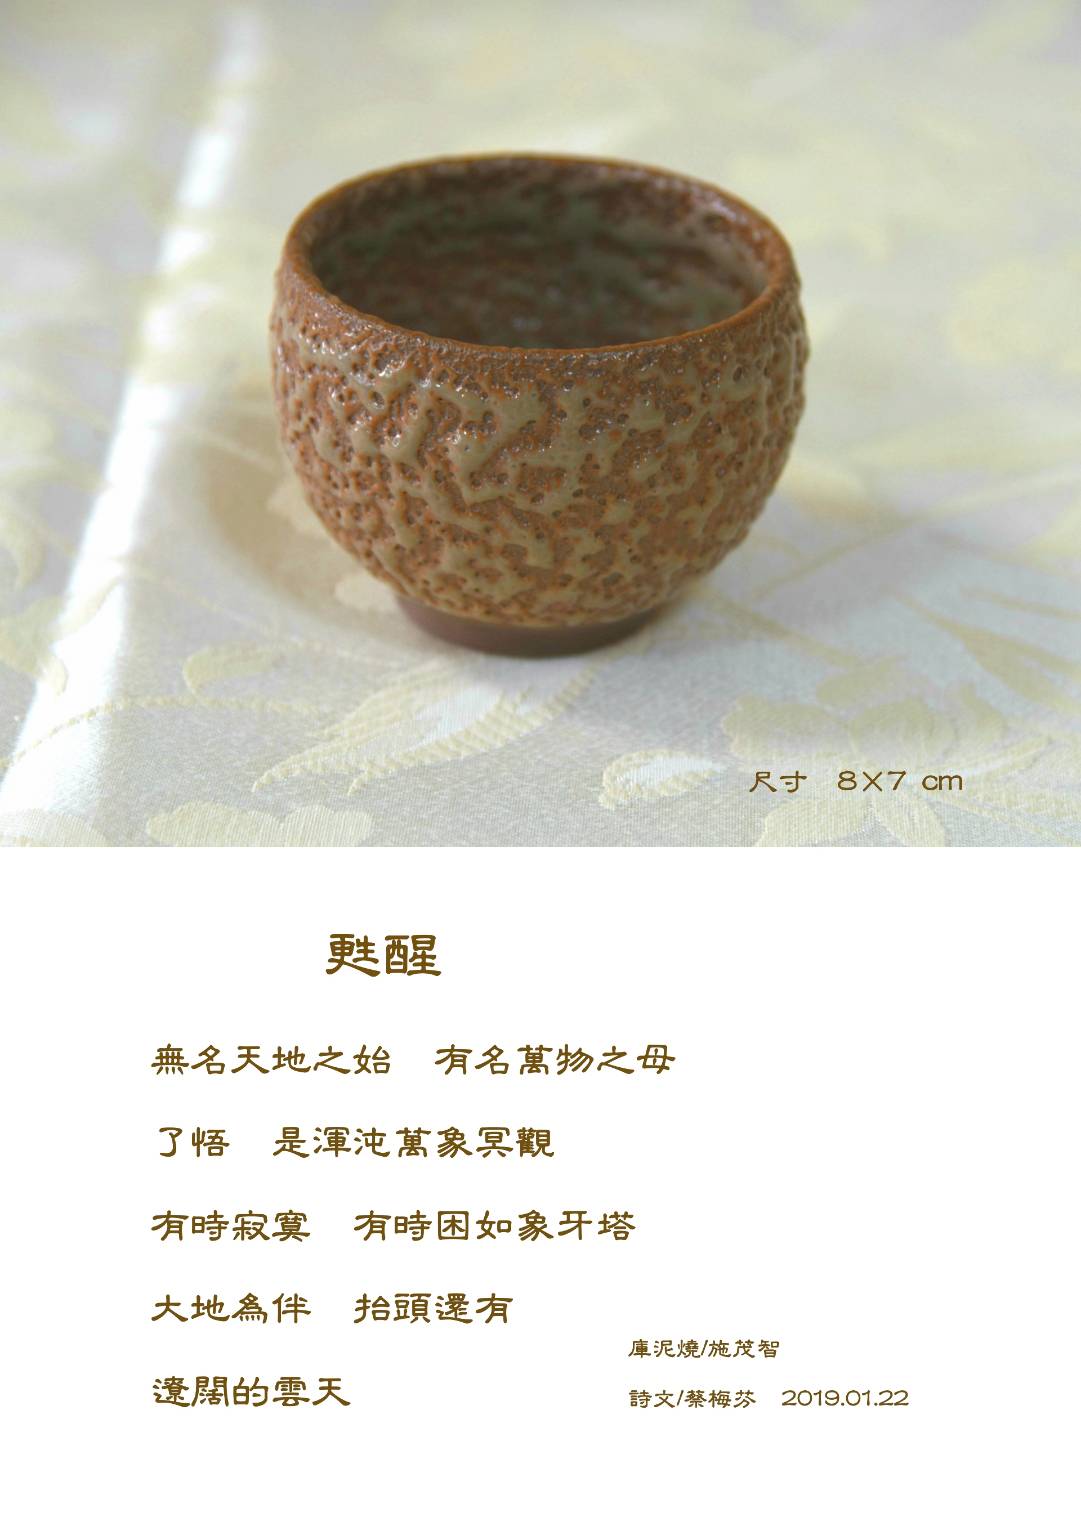 尺寸　8X7 cm
甦醒
無名天地之始　有名萬物之母
了悟　是渾沌萬象冥觀
有時寂寞　有時困如象牙塔
大地為伴　抬頭還有
遼闊的雲天
庫泥燒/施茂智
詩文/蔡梅芬　2019.01.22